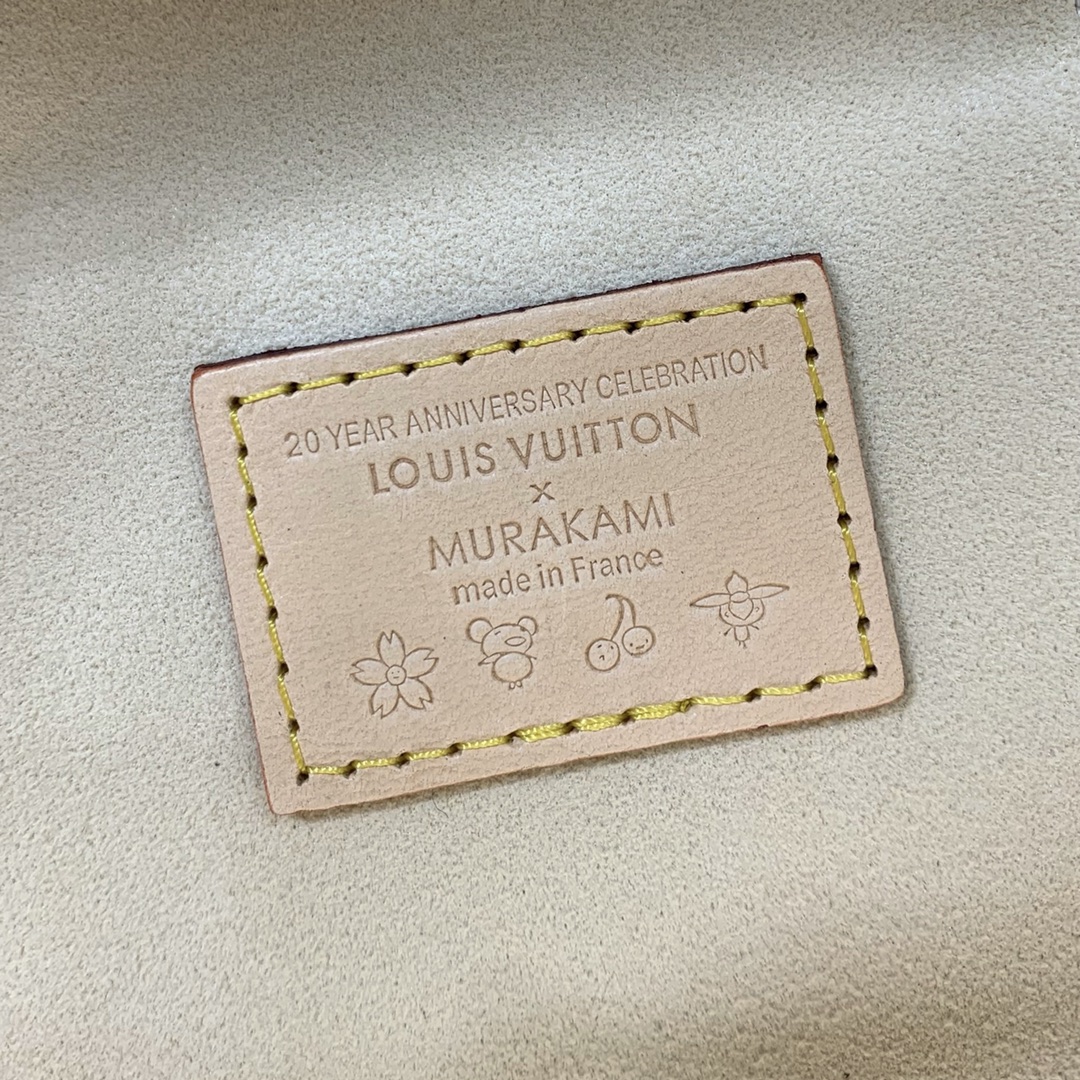 20 YEAR ANNIVERSARY CELEBRATION
LOUIS VUITTON
x
MURAKAMI
made in France